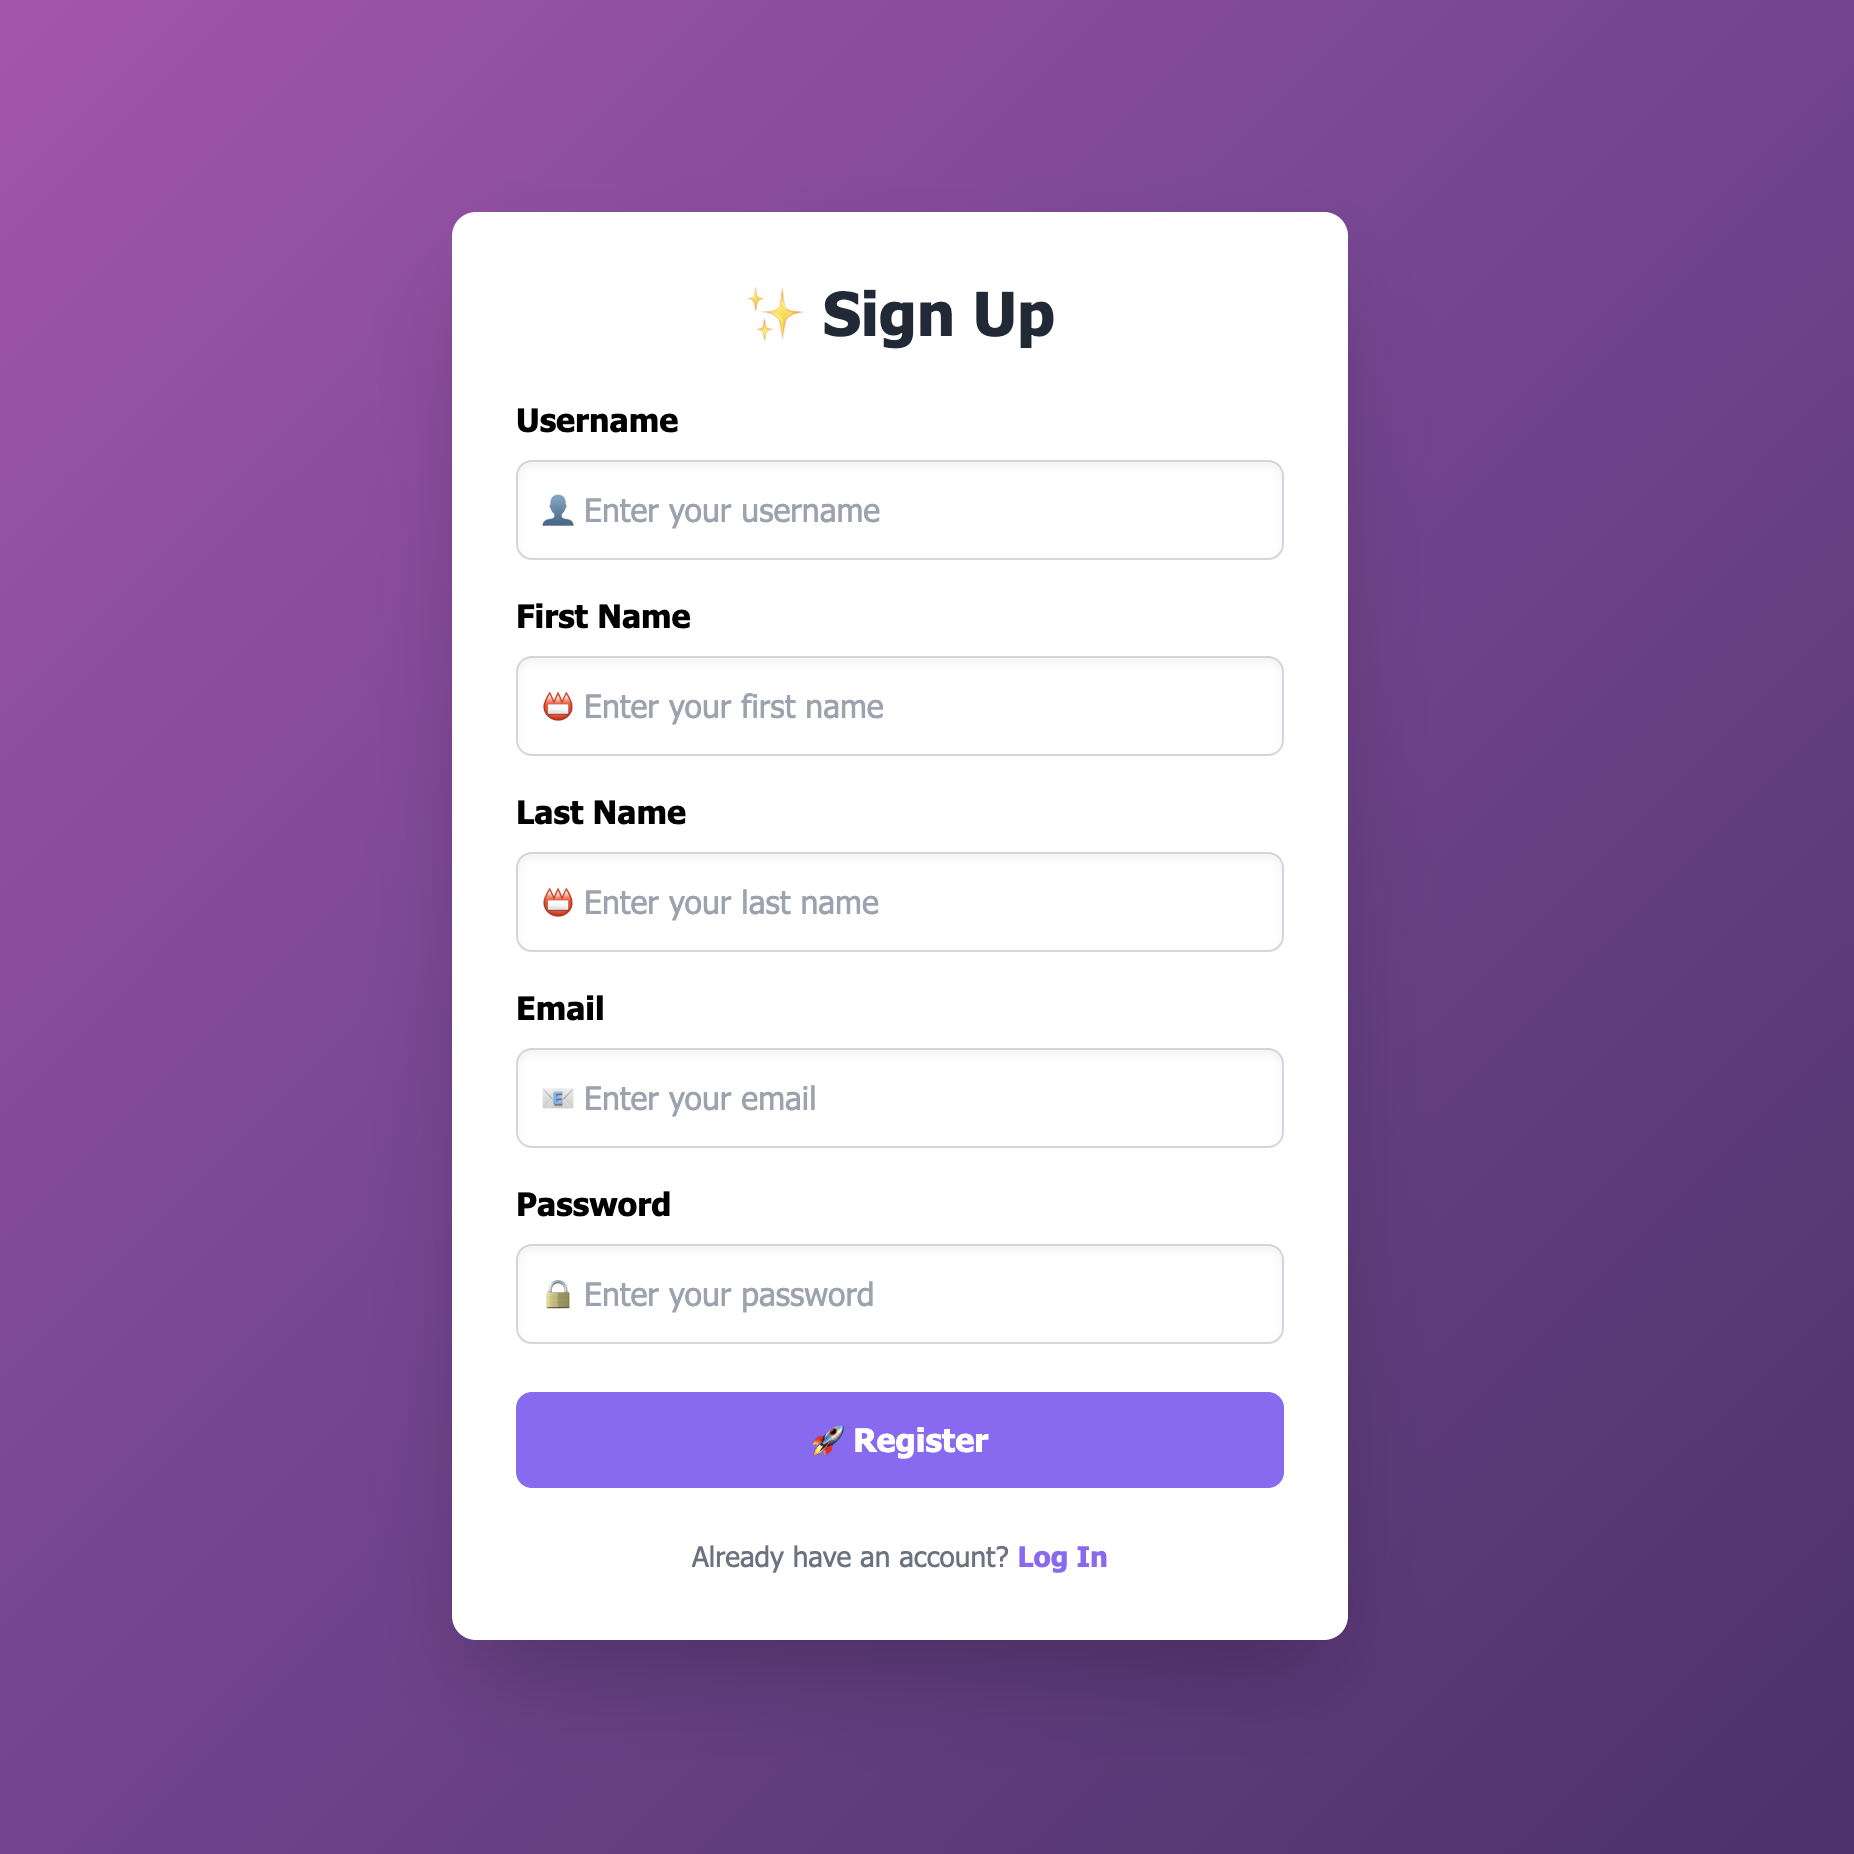 ✨ Sign Up
Username
👤 Enter your username
First Name
📛 Enter your first name
Last Name
📛 Enter your last name
Email
📧 Enter your email
Password
🔒 Enter your password
🚀 Register
Already have an account? Log In